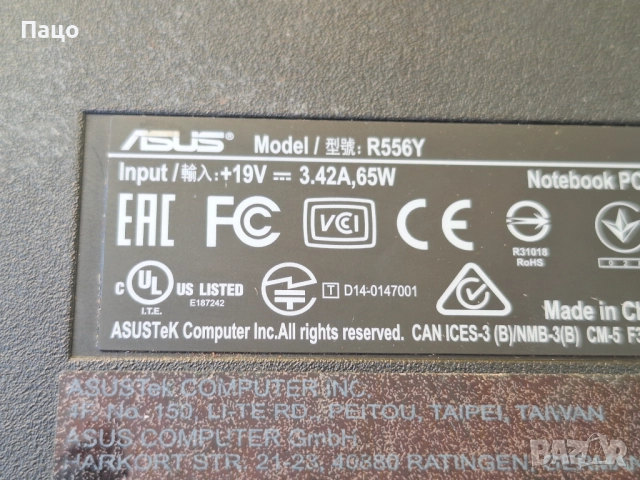 Пацо
ASUS® Model / 型號: R556Y
Input / 輸入: +19V ⎓ 3.42A,65W Notebook PC
EAC FC VCI CE R31018 RoHS
c UL US LISTED E187242 I.T.E. T D14-0147001
Made in C
ASUSTeK Computer Inc.All rights reserved. CAN ICES-3 (B)/NMB-3(B) CM-5
ASUSTek COMPUTER INC
4F, No. 150, LI-TE RD., PEITOU, TAIPEI, TAIWAN
ASUS COMPUTER GmbH
HARKORT STR. 21-23, 40880 RATINGEN
BAZAR